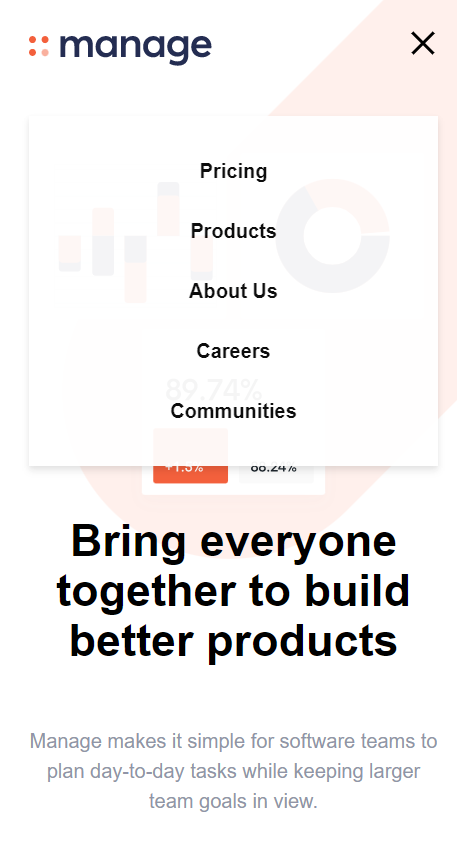 manage
Pricing
Products
About Us
Careers
89.74%
Communities
+1.5% 88.24%
Bring everyone
together to build
better products
Manage makes it simple for software teams to
plan day-to-day tasks while keeping larger
team goals in view.